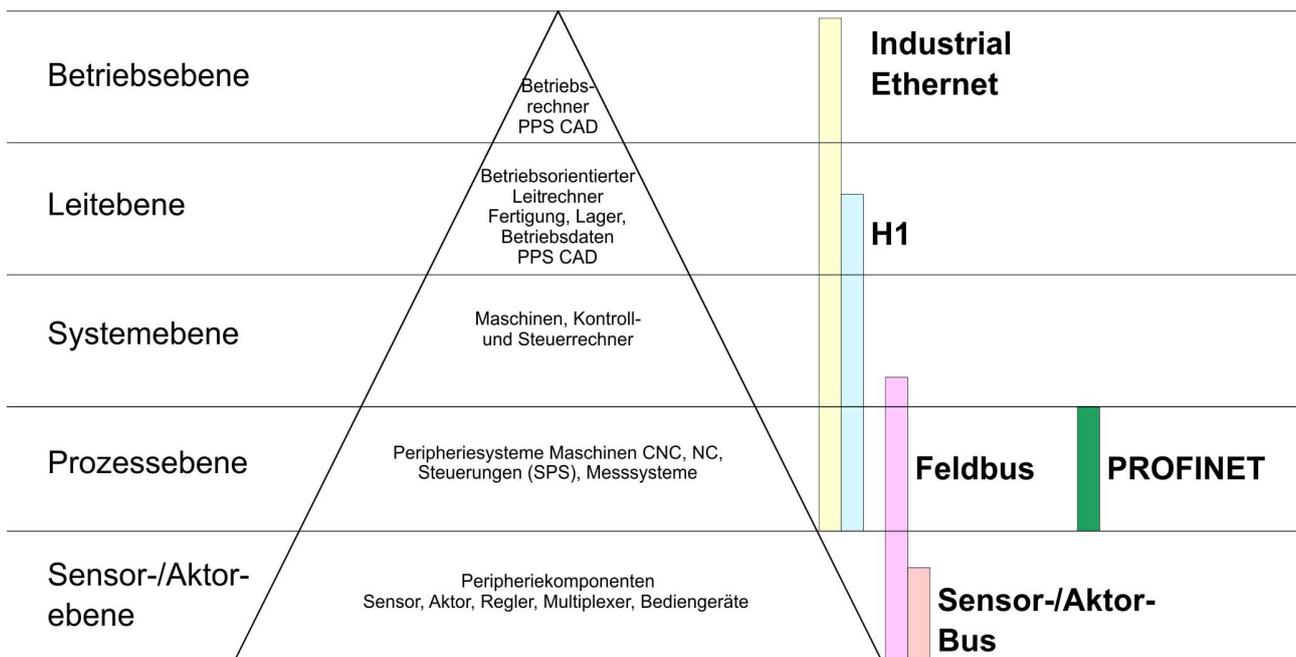 Betriebsebene
Betriebs-
rechner
PPS CAD
Industrial
Ethernet
Leitebene
Betriebsorientierter
Leitrechner
Fertigung, Lager,
Betriebsdaten
PPS CAD
H1
Systemebene
Maschinen, Kontroll-
und Steuerrechner
Prozessebene
Peripheriesysteme Maschinen CNC, NC,
Steuerungen (SPS), Messsysteme
Feldbus
PROFINET
Sensor-/Aktor-
ebene
Peripheriekomponenten
Sensor, Aktor, Regler, Multiplexer, Bediengeräte
Sensor-/Aktor-
Bus